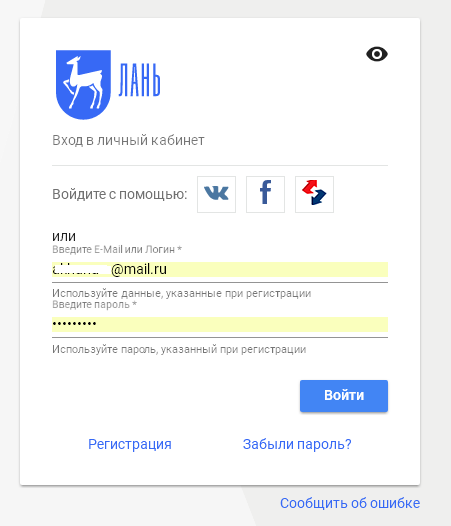 ЛАНЬ
Вход в личный кабинет
Войдите с помощью:
или
Введите E-Mail или Логин *
@mail.ru
Используйте данные, указанные при регистрации
Введите пароль *
•••••••••
Используйте пароль, указанный при регистрации
Войти
Регистрация Забыли пароль?
Сообщить об ошибке